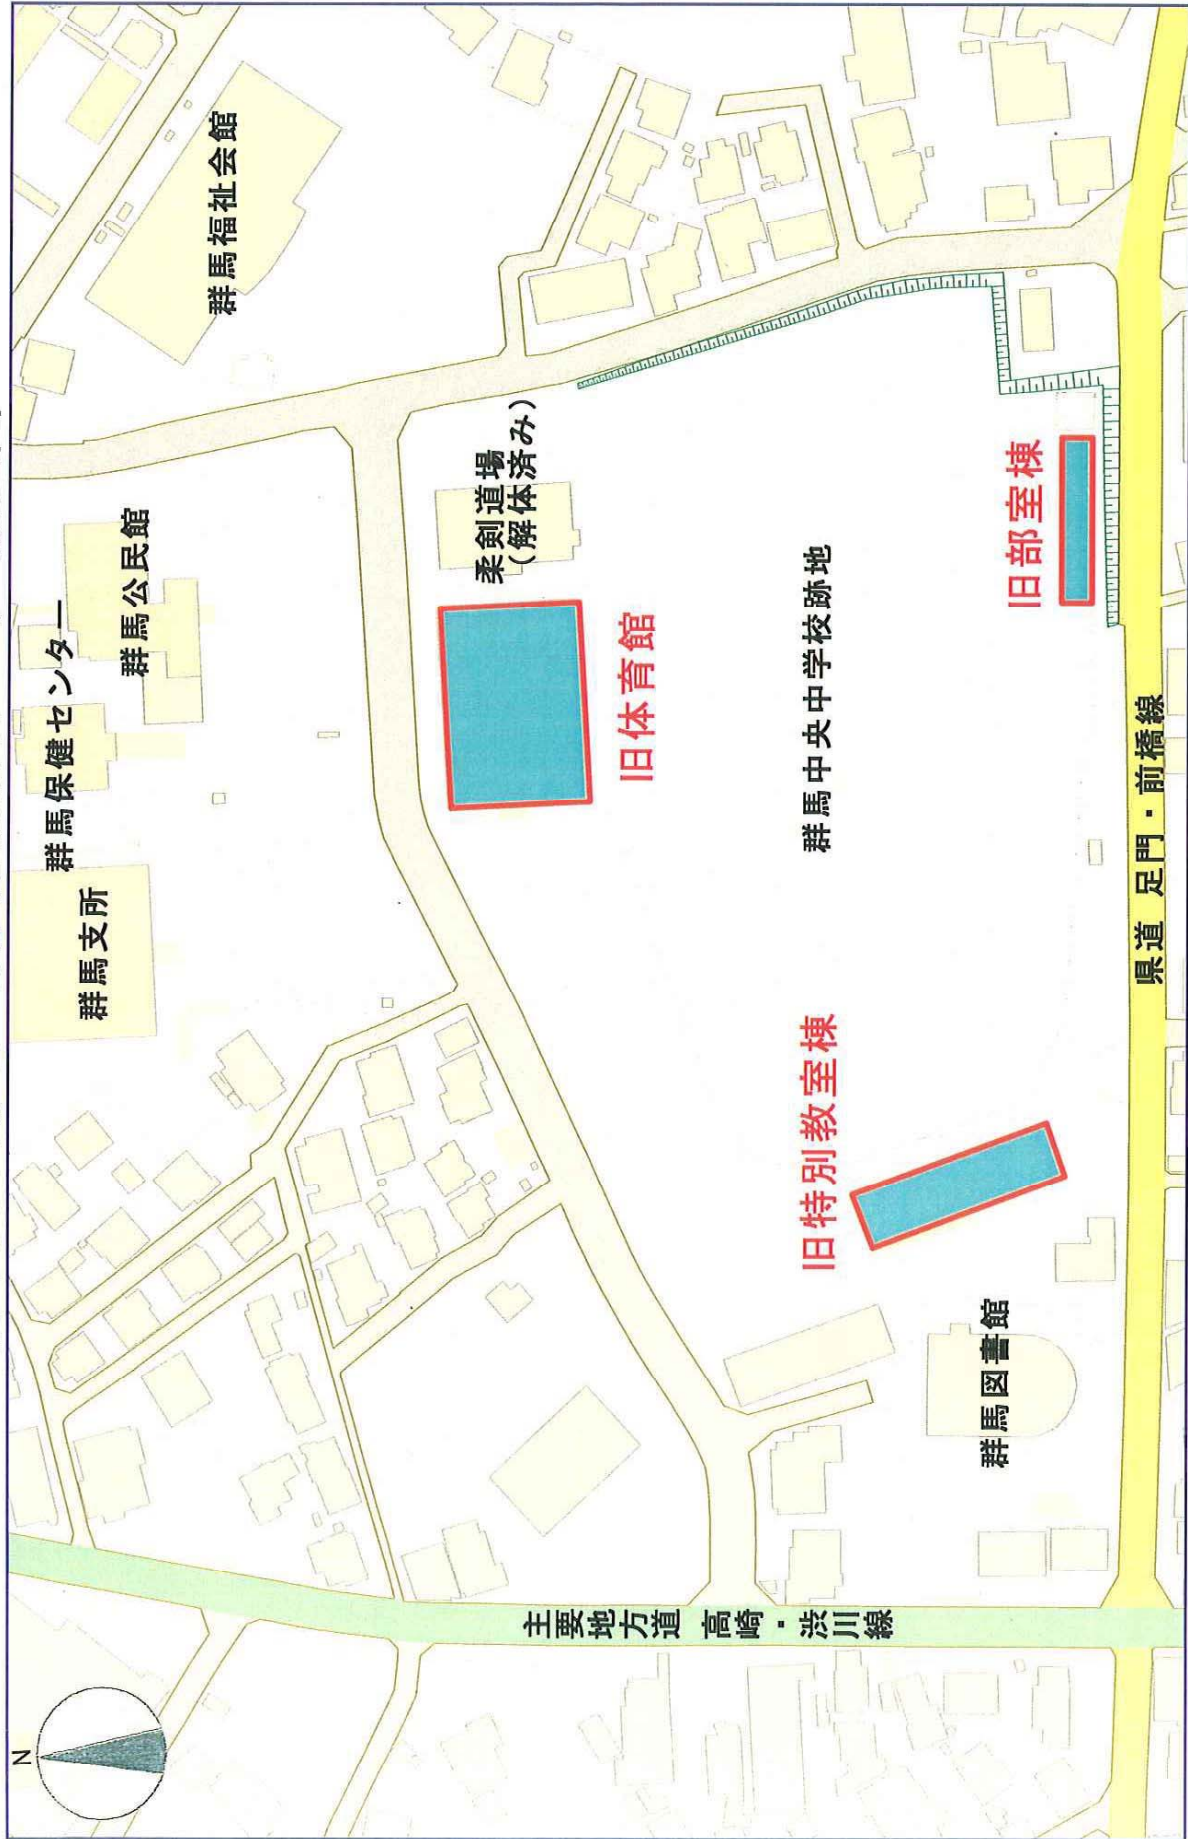 N
群馬支所
群馬保健センター
群馬公民館
群馬福祉会館
柔剣道場
(解体済み)
旧体育館
主要地方道 高崎・渋川線
旧特別教室棟
群馬中央中学校跡地
群馬図書館
旧部室棟
県道 足門・前橋線